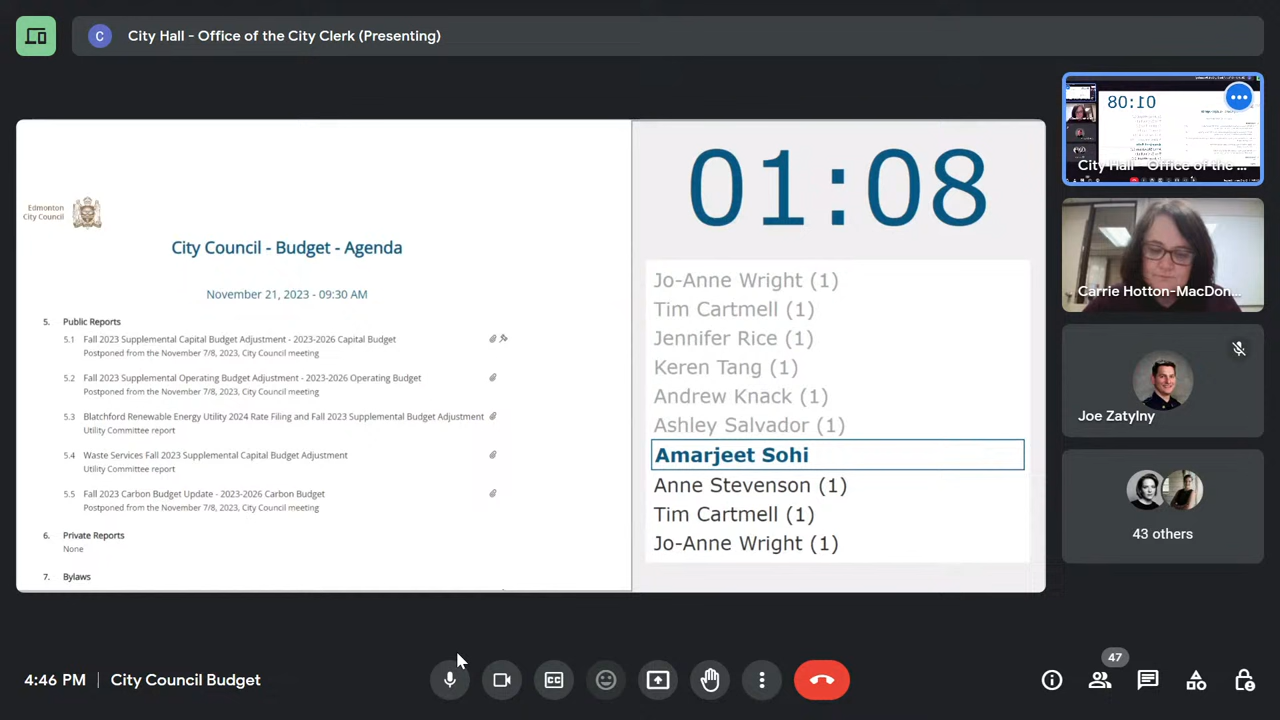 C City Hall - Office of the City Clerk (Presenting)
Edmonton
City Council
City Council - Budget - Agenda
November 21, 2023 - 09:30 AM
5. Public Reports
5.1 Fall 2023 Supplemental Capital Budget Adjustment - 2023-2026 Capital Budget
Postponed from the November 7/8, 2023, City Council meeting
5.2 Fall 2023 Supplemental Operating Budget Adjustment - 2023-2026 Operating Budget
Postponed from the November 7/8, 2023, City Council meeting
5.3 Blatchford Renewable Energy Utility 2024 Rate Filing and Fall 2023 Supplemental Budget Adjustment
Utility Committee report
5.4 Waste Services Fall 2023 Supplemental Capital Budget Adjustment
Utility Committee report
5.5 Fall 2023 Carbon Budget Update - 2023-2026 Carbon Budget
Postponed from the November 7/8, 2023, City Council meeting
6. Private Reports
None
7. Bylaws
01:08
Jo-Anne Wright (1)
Tim Cartmell (1)
Jennifer Rice (1)
Keren Tang (1)
Andrew Knack (1)
Ashley Salvador (1)
Amarjeet Sohi
Anne Stevenson (1)
Tim Cartmell (1)
Jo-Anne Wright (1)
01:08
City Hall - Office of the ...
Carrie Hotton-MacDon...
Joe Zatylny
43 others
4:46 PM | City Council Budget
CC
47